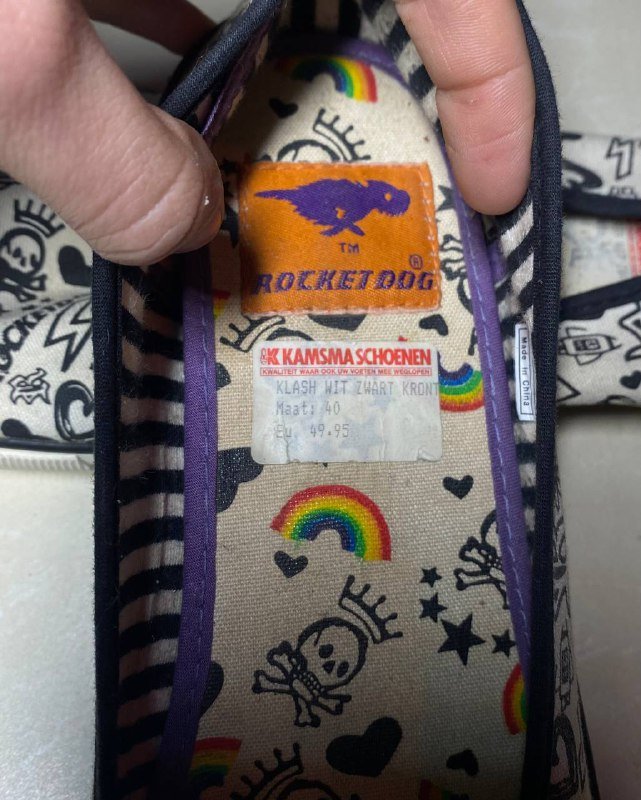 TM
®
ROCKETDOG
KAMSMA SCHOENEN
KWALITEIT WAAR OOK UW VOETEN MEE WEGLOPEN
KLASH WIT ZWART KRONT
Maat: 40
Eu. 49.95
Made in China